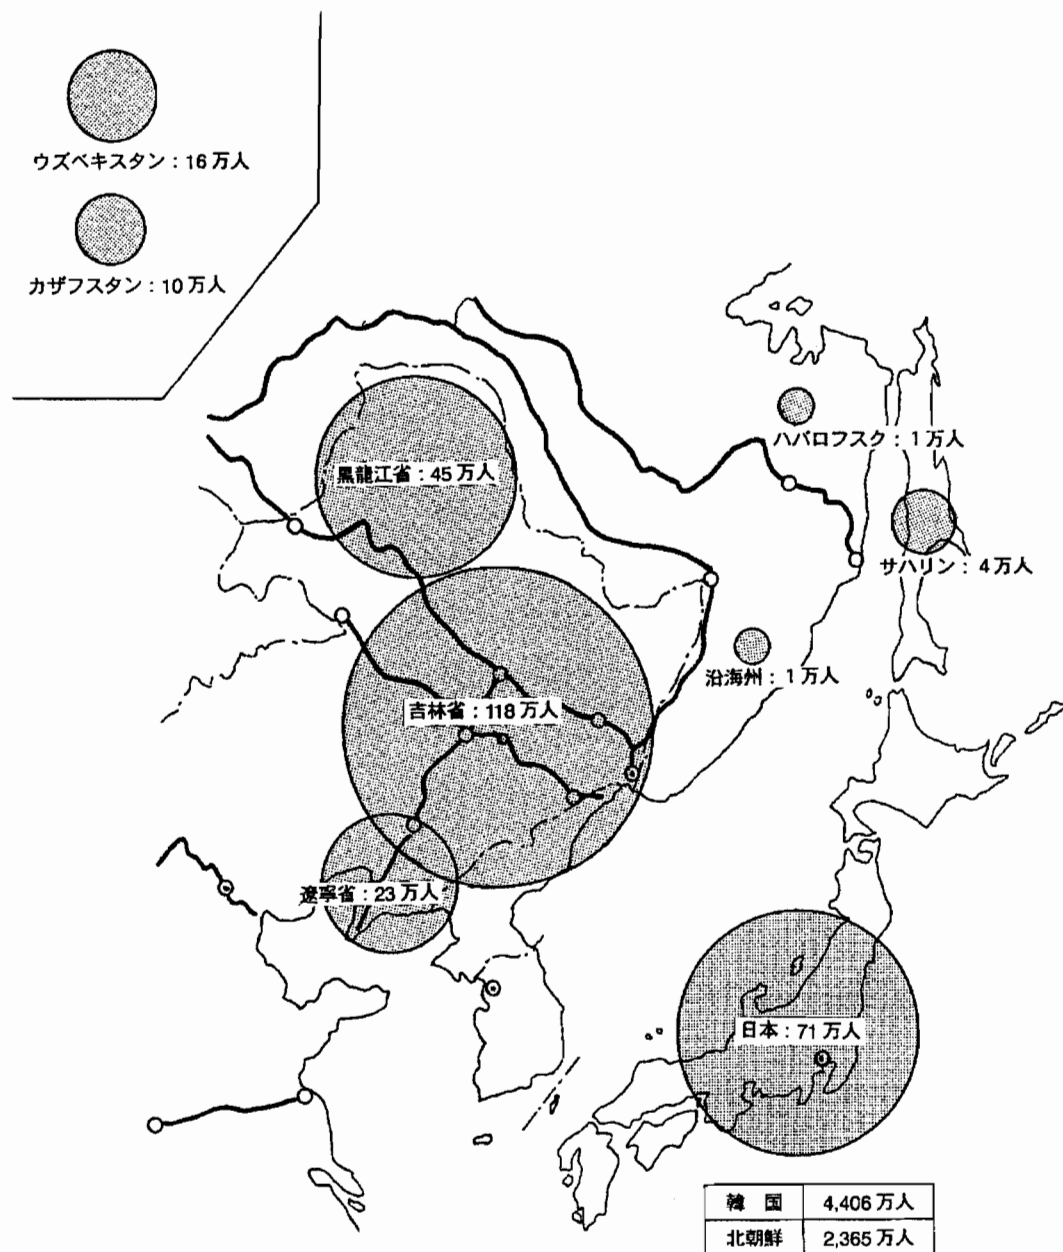 ウズベキスタン：16万人
カザフスタン：10万人
ハバロフスク：1万人
黒龍江省：45万人
サハリン：4万人
沿海州：1万人
吉林省：118万人
遼寧省：23万人
日本：71万人
韓国 4,406万人
北朝鮮 2,365万人